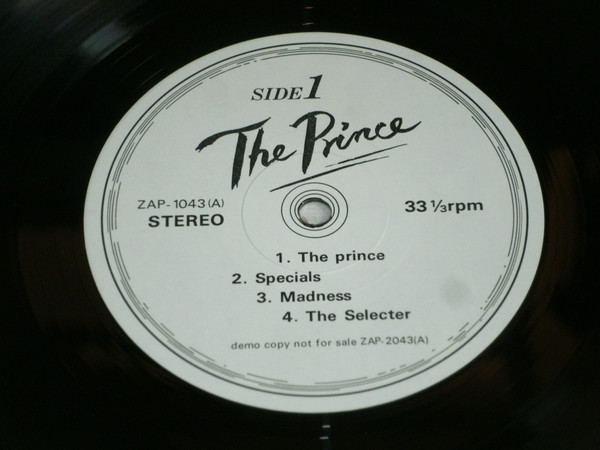 SIDE 1
The Prince
ZAP-1043(A)
STEREO
33 ⅓rpm
1. The prince
2. Specials
3. Madness
4. The Selecter
demo copy not for sale ZAP-2043(A)